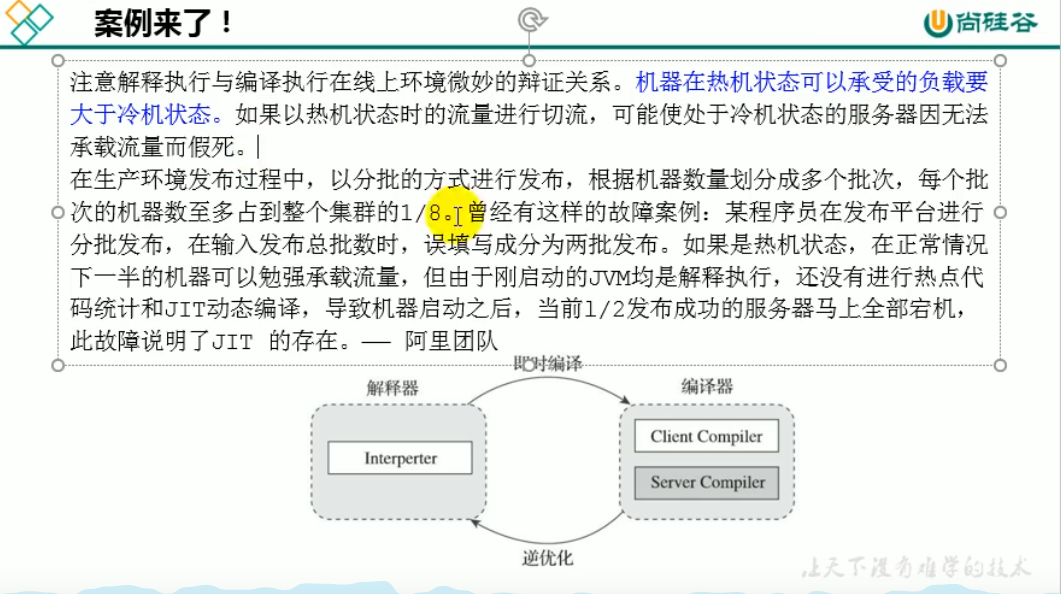 案例来了！
尚硅谷
注意解释执行与编译执行在线上环境微妙的辩证关系。机器在热机状态可以承受的负载要
大于冷机状态。如果以热机状态时的流量进行切流，可能使处于冷机状态的服务器因无法
承载流量而假死。
在生产环境发布过程中，以分批的方式进行发布，根据机器数量划分成多个批次，每个批
次的机器数至多占到整个集群的1/8。曾经有这样的故障案例：某程序员在发布平台进行
分批发布，在输入发布总批数时，误填写成分为两批发布。如果是热机状态，在正常情况
下一半的机器可以勉强承载流量，但由于刚启动的JVM均是解释执行，还没有进行热点代
码统计和JIT动态编译，导致机器启动之后，当前1/2发布成功的服务器马上全部宕机，
此故障说明了JIT 的存在。—— 阿里团队
即时编译
解释器
编译器
Interperter
Client Compiler
Server Compiler
逆优化
让天下没有难学的技术